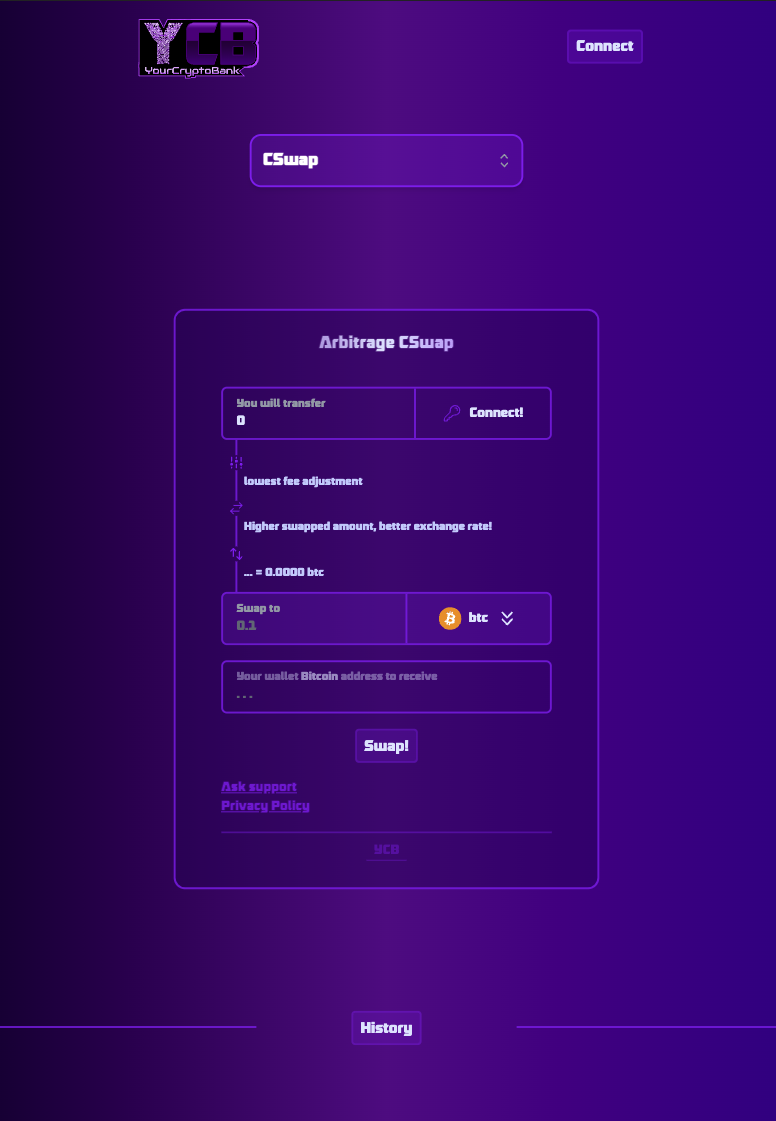 YCB
YourCryptoBank
Connect
CSwap
Arbitrage CSwap
You will transfer
0
Connect!
lowest fee adjustment
Higher swapped amount, better exchange rate!
... = 0.0000 btc
Swap to
0.1
btc
Your wallet Bitcoin address to receive
...
Swap!
Ask support
Privacy Policy
YCB
History